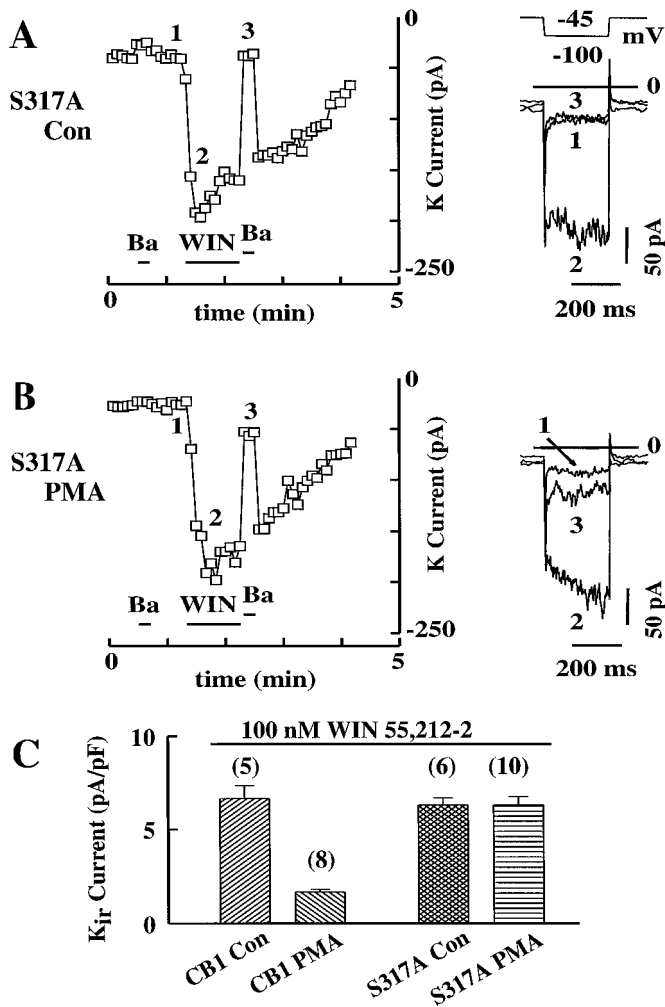 A
S317A
Con
1
2
3
Ba
WIN
Ba
0
-250
K Current (pA)
0
5
time (min)
-45
mV
-100
0
3
1
2
50 pA
200 ms
B
S317A
PMA
1
2
3
Ba
WIN
Ba
0
-250
K Current (pA)
0
5
time (min)
1
0
3
2
50 pA
200 ms
C
100 nM WIN 55,212-2
Kir Current (pA/pF)
10
5
0
(5)
(8)
(6)
(10)
CB1 Con
CB1 PMA
S317A Con
S317A PMA